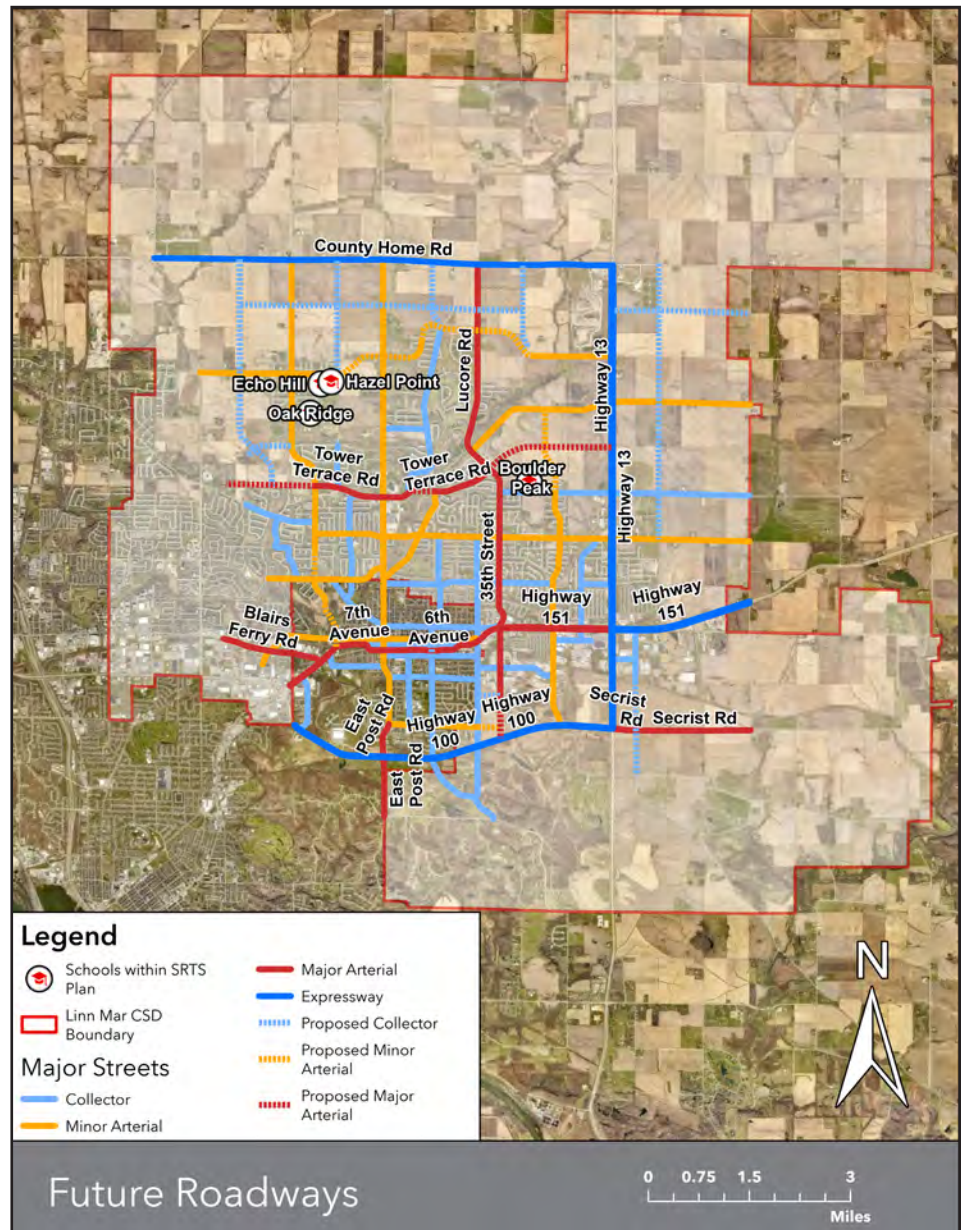 County Home Rd
Lucore Rd
Highway 13
Echo Hill
Hazel Point
Oak Ridge
Tower
Terrace Rd
Tower
Terrace Rd
Boulder
Peak
Highway 13
35th Street
Highway
151
Highway
151
Blairs
Ferry Rd
7th
Avenue
6th
Avenue
East
Post Rd
Highway
100
Highway
100
Secrist
Rd
Secrist Rd
East
Post Rd
Legend
Schools within SRTS
Plan
Linn Mar CSD
Boundary
Major Streets
Collector
Minor Arterial
Major Arterial
Expressway
Proposed Collector
Proposed Minor
Arterial
Proposed Major
Arterial
N
Future Roadways
0 0.75 1.5 3
Miles